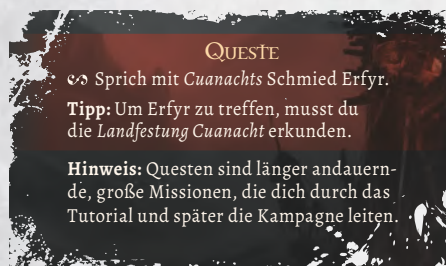 Queste
Sprich mit Cuanachts Schmied Erfyr.
Tipp: Um Erfyr zu treffen, musst du
die Landfestung Cuanacht erkunden.
Hinweis: Questen sind länger andauern-
de, große Missionen, die dich durch das
Tutorial und später die Kampagne leiten.